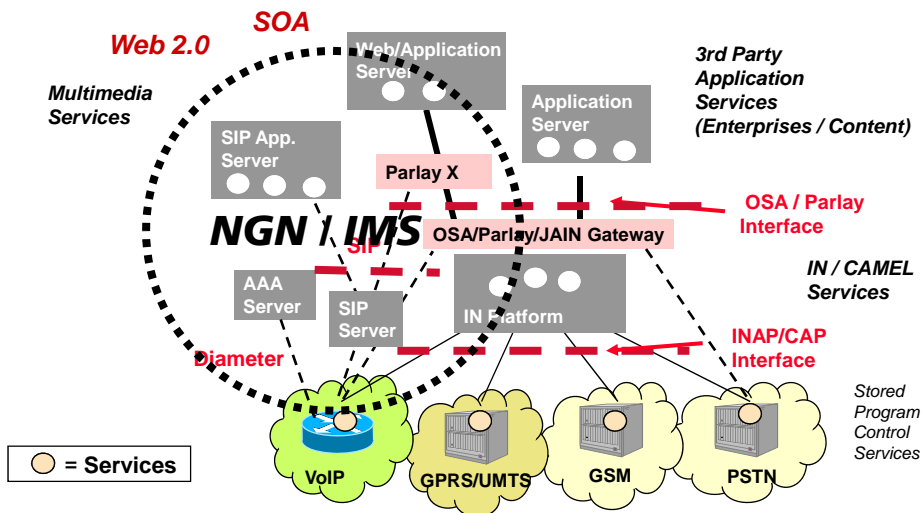 SOA
Web 2.0
Web/Application
Server
3rd Party
Application
Services
(Enterprises / Content)
Multimedia
Services
Application
Server
SIP App.
Server
Parlay X
OSA / Parlay
Interface
NGN / IMS
SIP
OSA/Parlay/JAIN Gateway
IN / CAMEL
Services
AAA
Server
SIP
Server
IN Platform
INAP/CAP
Interface
Diameter
Stored
Program
Control
Services
= Services
VoIP
GPRS/UMTS
GSM
PSTN